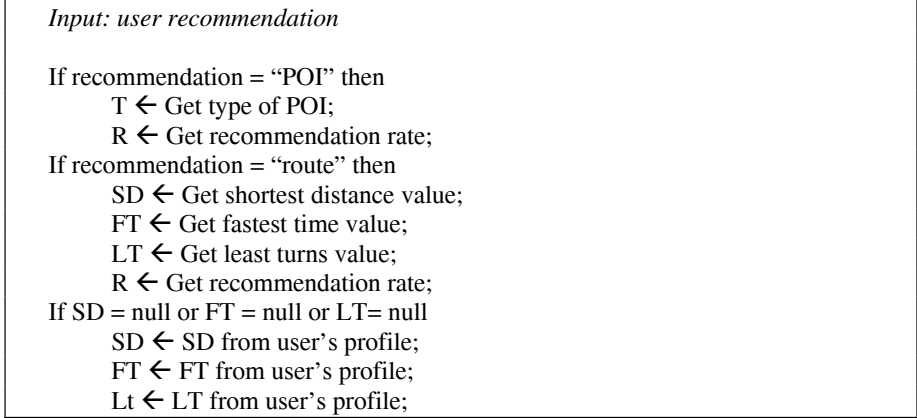 Input: user recommendation
If recommendation = “POI” then
T ← Get type of POI;
R ← Get recommendation rate;
If recommendation = “route” then
SD ← Get shortest distance value;
FT ← Get fastest time value;
LT ← Get least turns value;
R ← Get recommendation rate;
If SD = null or FT = null or LT= null
SD ← SD from user’s profile;
FT ← FT from user’s profile;
Lt ← LT from user’s profile;